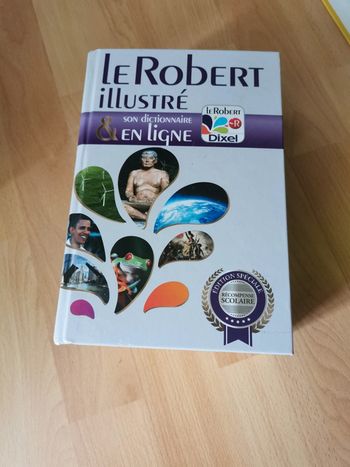 le Robert
illustré
son dictionnaire
& en ligne
le Robert
Dixel
ÉDITION SPÉCIALE
RÉCOMPENSE
SCOLAIRE